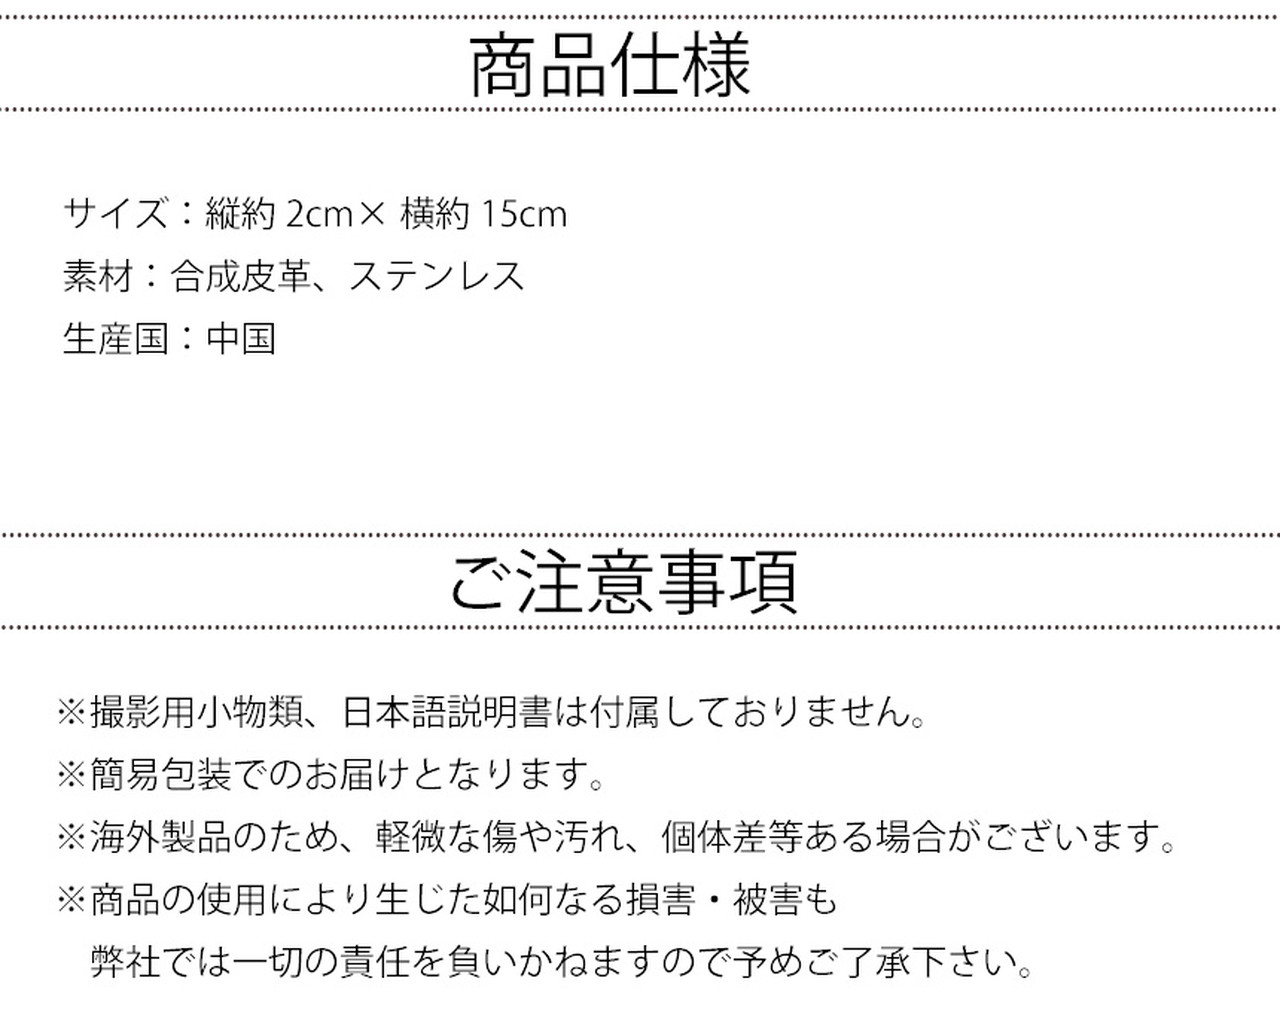 商品仕様
サイズ：縦約 2cm× 横約 15cm
素材：合成皮革、ステンレス
生産国：中国
ご注意事項
※撮影用小物類、日本語説明書は付属しておりません。
※簡易包装でのお届けとなります。
※海外製品のため、軽微な傷や汚れ、個体差等ある場合がございます。
※商品の使用により生じた如何なる損害・被害も
弊社では一切の責任を負いかねますので予めご了承下さい。